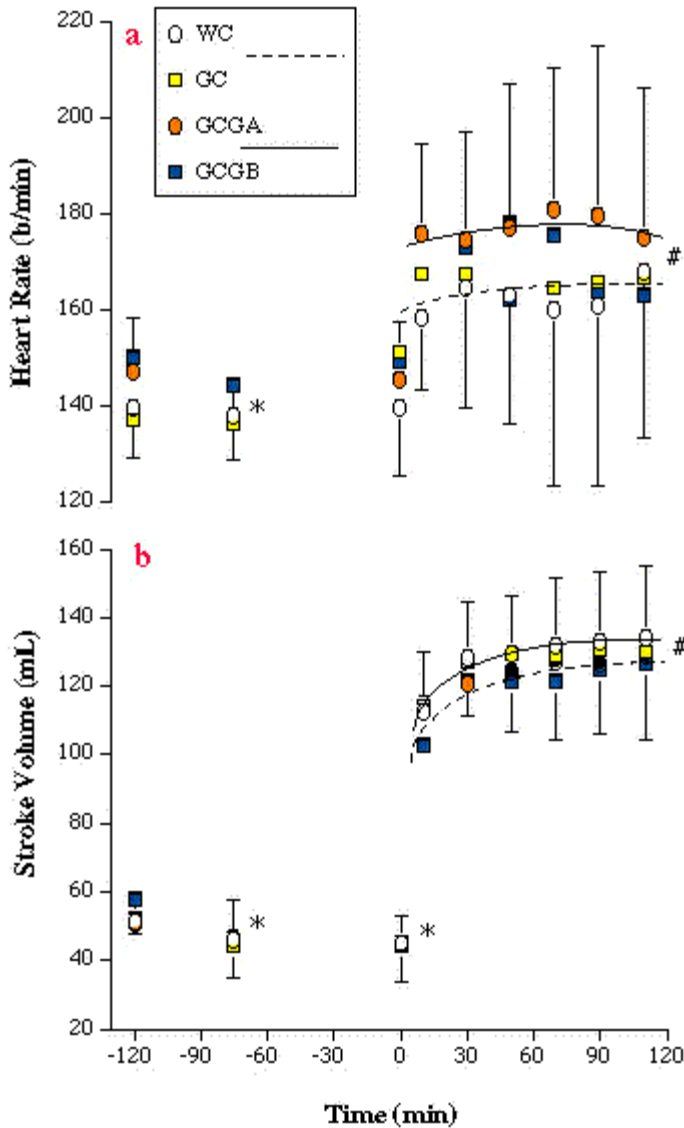 a
WC
GC
GCGA
GCGB
Heart Rate (b/min)
220
200
180
160
140
120
*
#
b
Stroke Volume (mL)
160
140
120
100
80
60
40
20
*
*
#
-120 -90 -60 -30 0 30 60 90 120
Time (min)